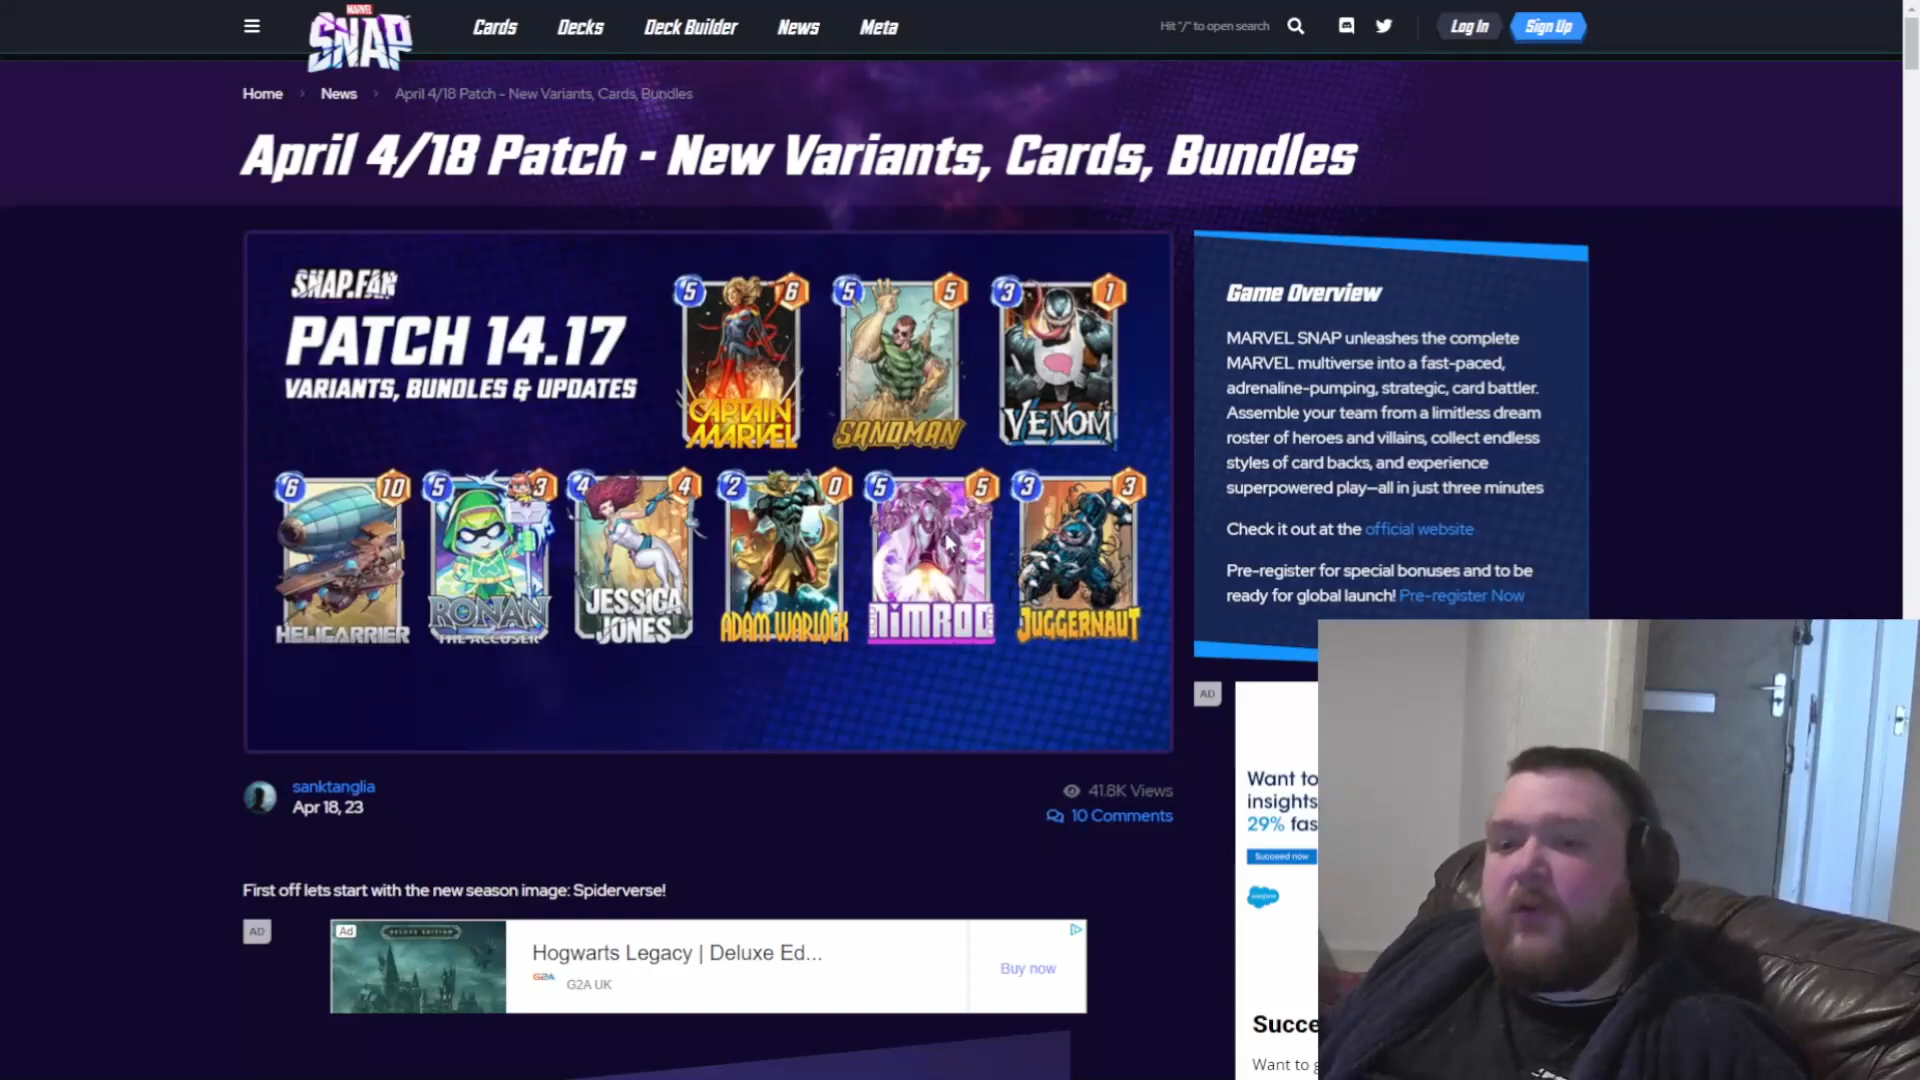 MARVEL
SNAP
Cards
Decks
Deck Builder
News
Meta
Hit "/" to open search
Log In
Sign Up
Home
News
April 4/18 Patch - New Variants, Cards, Bundles
April 4/18 Patch - New Variants, Cards, Bundles
SNAP.FAN
PATCH 14.17
VARIANTS, BUNDLES & UPDATES
5 6
CAPTAIN
MARVEL
5 5
SANDMAN
3 1
VENOM
6 10
HELICARRIER
5 3
RONAN
THE ACCUSER
4 4
JESSICA
JONES
2 0
ADAM WARLOCK
5 5
NIMROD
3 3
JUGGERNAUT
Game Overview
MARVEL SNAP unleashes the complete
MARVEL multiverse into a fast-paced,
adrenaline-pumping, strategic, card battler.
Assemble your team from a limitless dream
roster of heroes and villains, collect endless
styles of card backs, and experience
superpowered play—all in just three minutes
Check it out at the official website
Pre-register for special bonuses and to be
ready for global launch! Pre-register Now
AD
Want to
insights
29% fas
Succeed now
Succe
Want to g
sanktanglia
Apr 18, 23
41.8K Views
10 Comments
First off lets start with the new season image: Spiderverse!
AD
Ad
DELUXE EDITION
Hogwarts Legacy | Deluxe Ed...
G2A
G2A UK
Buy now